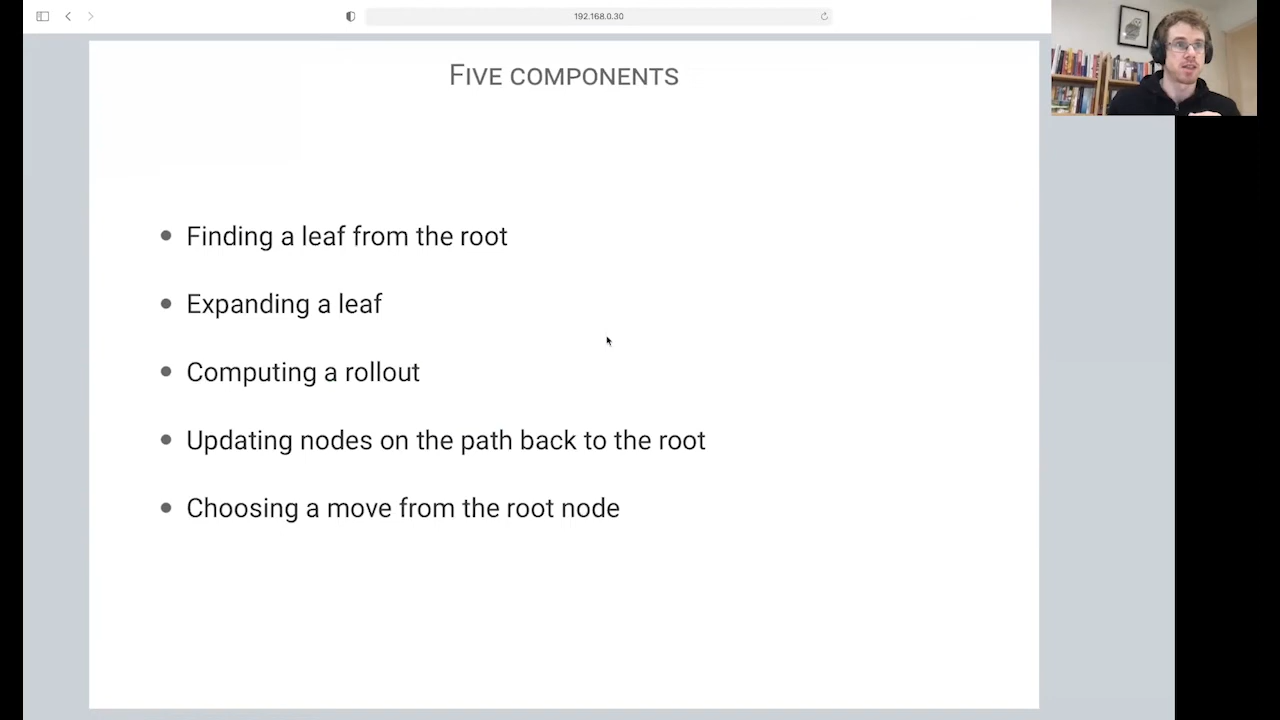 192.168.0.30
FIVE COMPONENTS
• Finding a leaf from the root
• Expanding a leaf
• Computing a rollout
• Updating nodes on the path back to the root
• Choosing a move from the root node